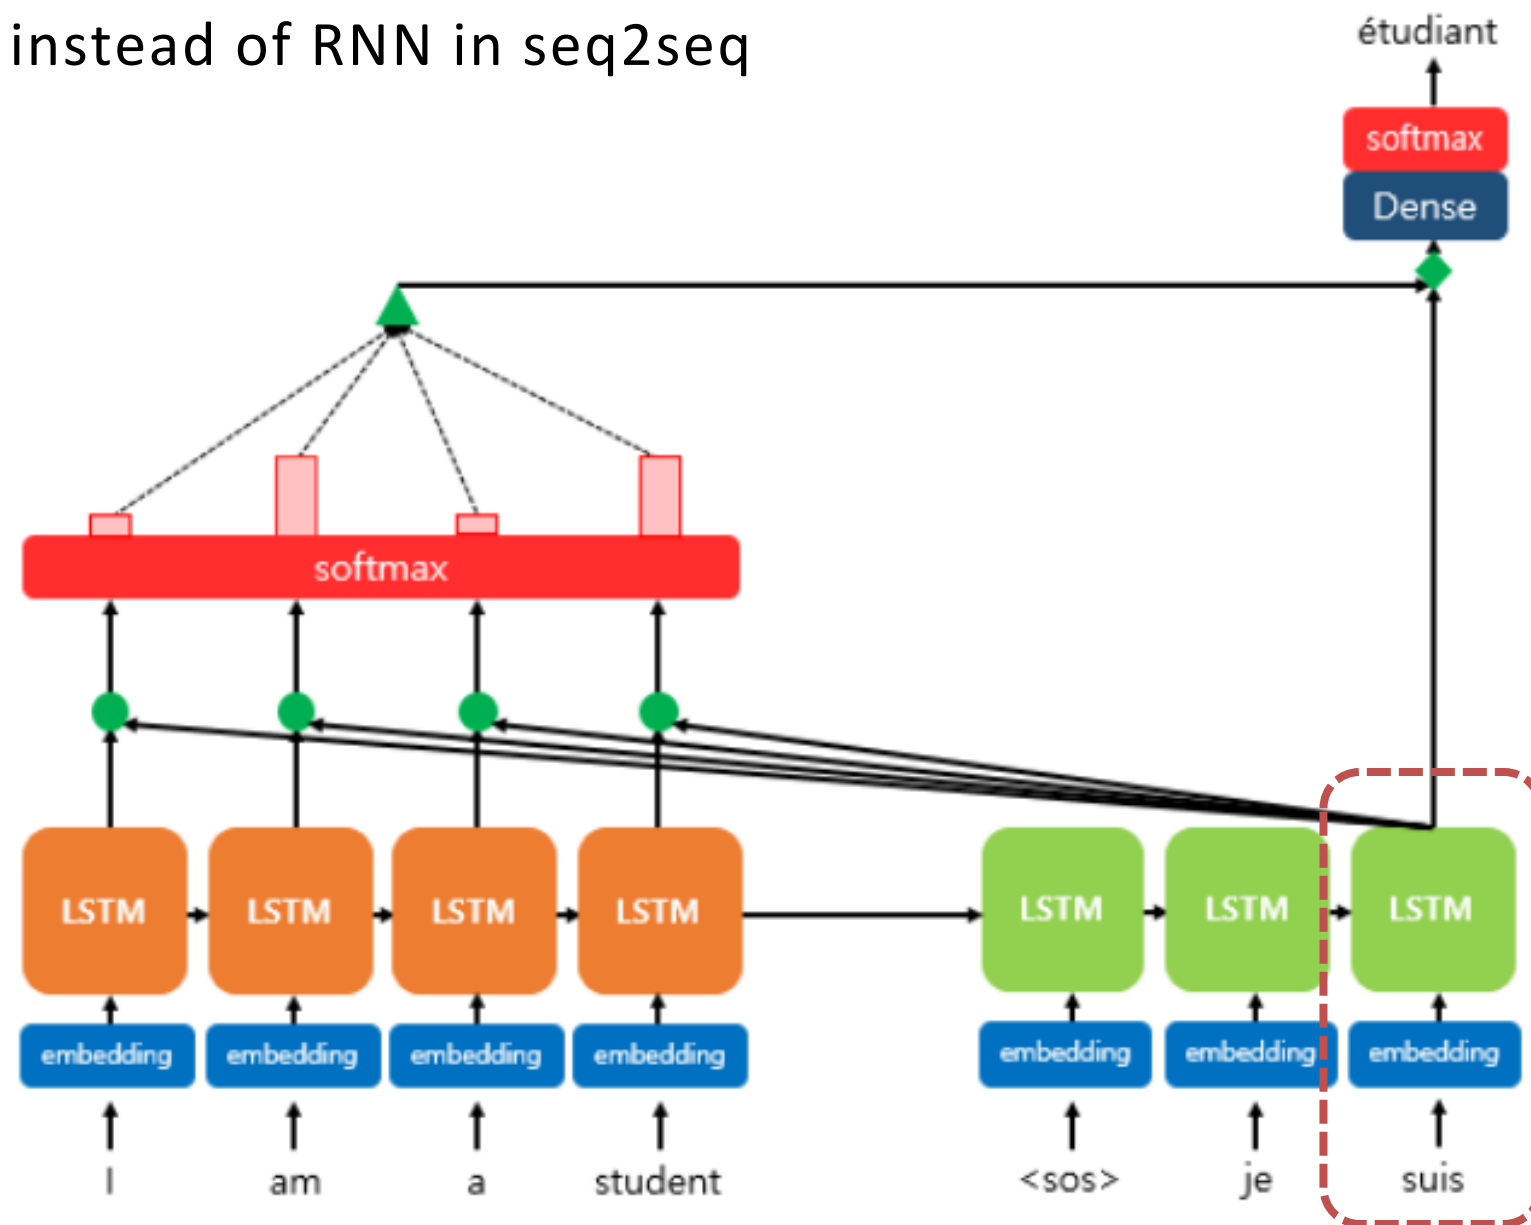 instead of RNN in seq2seq
étudiant
softmax
Dense
softmax
LSTM LSTM LSTM LSTM LSTM LSTM LSTM
embedding embedding embedding embedding embedding embedding embedding
I am a student <sos> je suis